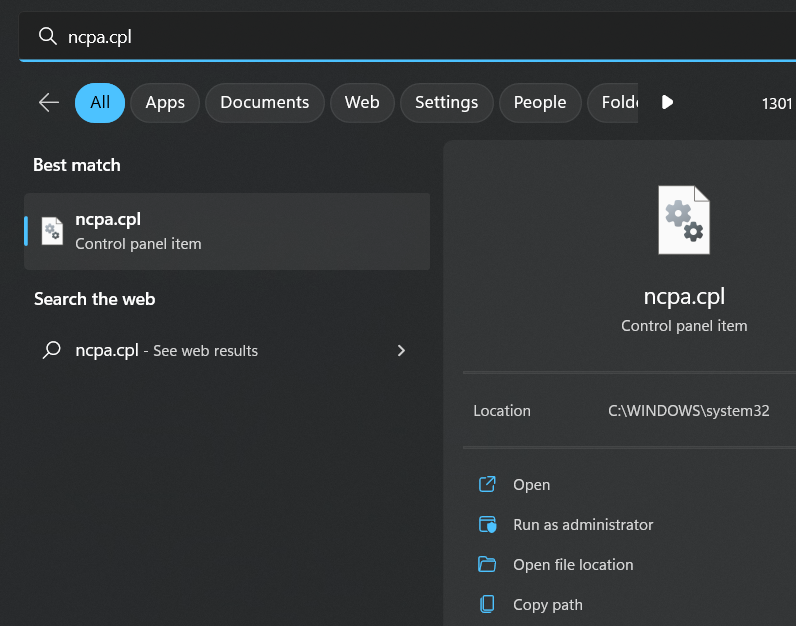 ncpa.cpl
All Apps Documents Web Settings People Folde 1301
Best match
ncpa.cpl
Control panel item
Search the web
ncpa.cpl - See web results
ncpa.cpl
Control panel item
Location C:\WINDOWS\system32
Open
Run as administrator
Open file location
Copy path